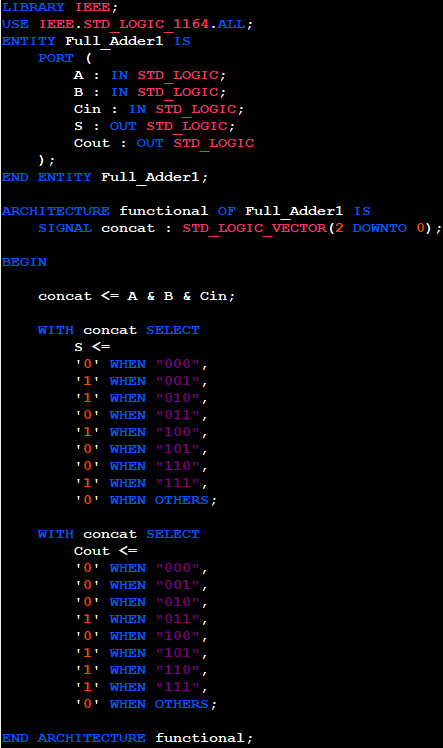 LIBRARY IEEE;
USE IEEE.STD_LOGIC_1164.ALL;
ENTITY Full_Adder1 IS
    PORT (
        A : IN STD_LOGIC;
        B : IN STD_LOGIC;
        Cin : IN STD_LOGIC;
        S : OUT STD_LOGIC;
        Cout : OUT STD_LOGIC
    );
END ENTITY Full_Adder1;

ARCHITECTURE functional OF Full_Adder1 IS
    SIGNAL concat : STD_LOGIC_VECTOR(2 DOWNTO 0);

BEGIN

    concat <= A & B & Cin;

    WITH concat SELECT
        S <=
        '0' WHEN "000",
        '1' WHEN "001",
        '1' WHEN "010",
        '0' WHEN "011",
        '1' WHEN "100",
        '0' WHEN "101",
        '0' WHEN "110",
        '1' WHEN "111",
        '0' WHEN OTHERS;

    WITH concat SELECT
        Cout <=
        '0' WHEN "000",
        '0' WHEN "001",
        '0' WHEN "010",
        '1' WHEN "011",
        '0' WHEN "100",
        '1' WHEN "101",
        '1' WHEN "110",
        '1' WHEN "111",
        '0' WHEN OTHERS;

END ARCHITECTURE functional;